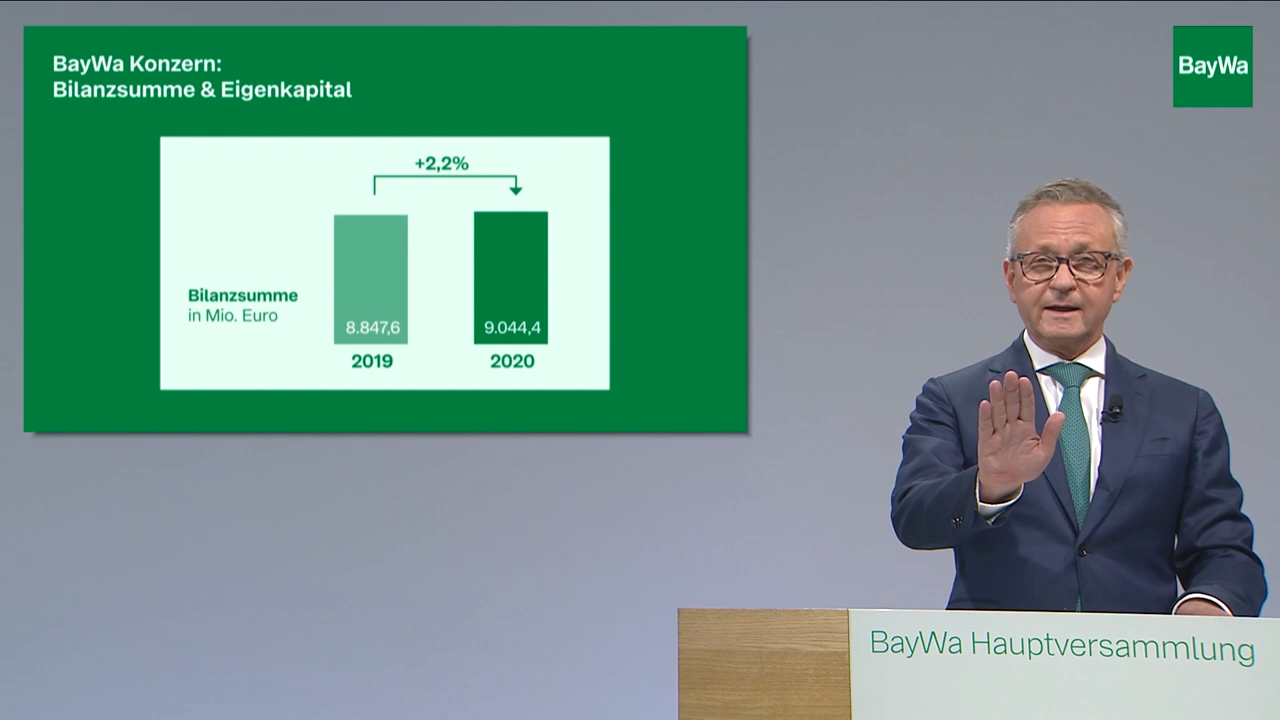 BayWa Konzern:
Bilanzsumme & Eigenkapital
+2,2%
Bilanzsumme
in Mio. Euro
8.847,6
9.044,4
2019
2020
BayWa
BayWa Hauptversammlung